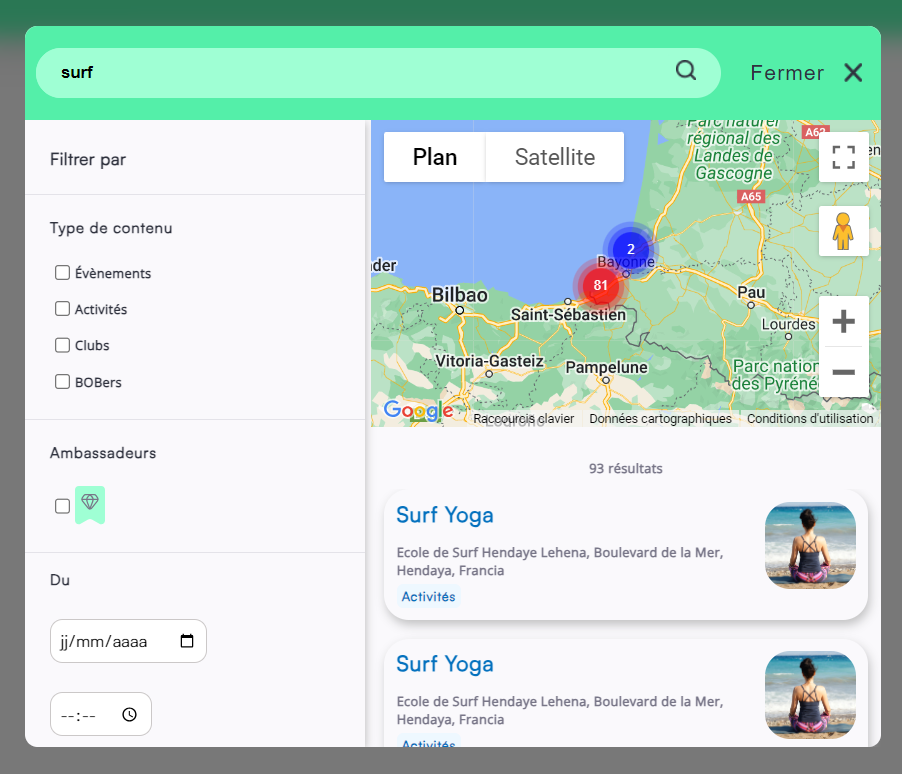 surf
Fermer
Filtrer par
Type de contenu
Évènements
Activités
Clubs
BOBers
Ambassadeurs
Du
jj/mm/aaaa
--:--
Plan
Satellite
Parc naturel
régional des
Landes de
Gascogne
A62
A65
2
Bayonne
81
Bilbao
Saint-Sébastien
Pau
Lourdes
Vitoria-Gasteiz
Pampelune
Parc nation
des Pyréné
Google
Raccourcis clavier
Données cartographiques
Conditions d'utilisation
93 résultats
Surf Yoga
Ecole de Surf Hendaye Lehena, Boulevard de la Mer,
Hendaya, Francia
Activités
Surf Yoga
Ecole de Surf Hendaye Lehena, Boulevard de la Mer,
Hendaya, Francia
Activités